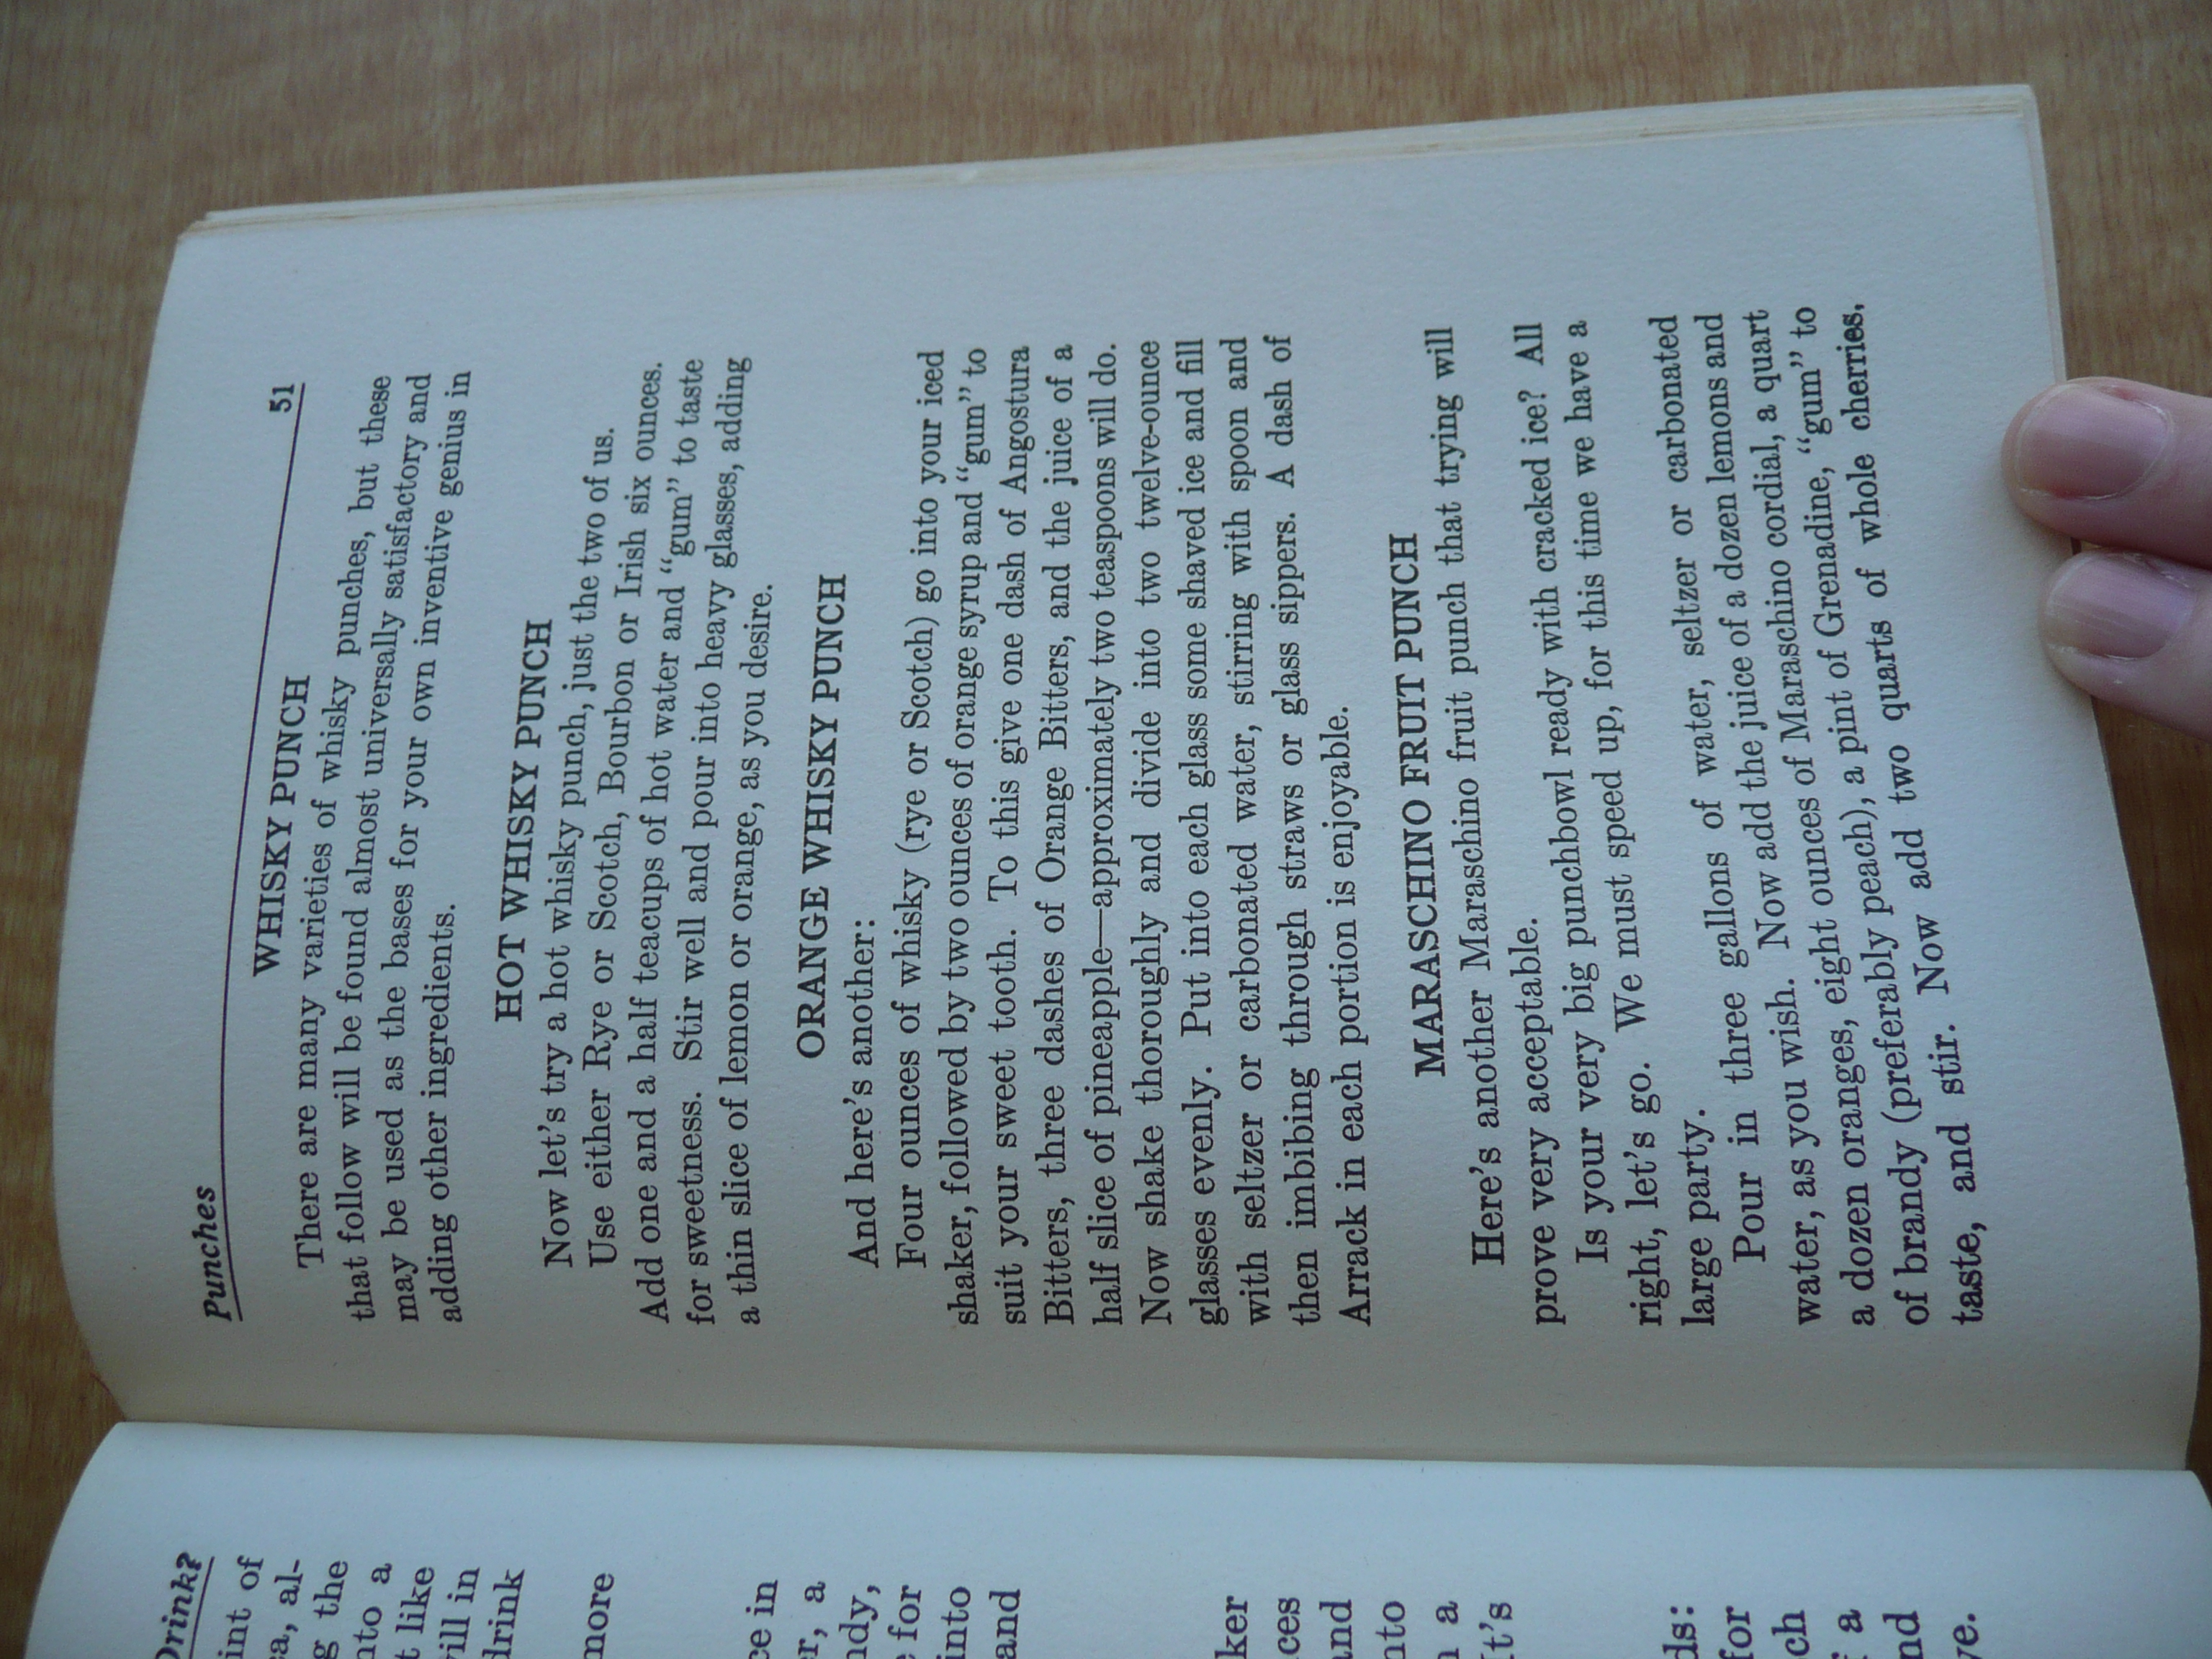 Drink?
int of
al-
the
a
like
in
drink
more
ce in
a
ndy,
for
into
and
ker
ces
and
nto
a
It's
ds:
for
ch
a
nd
ve.
Punches 51
WHISKY PUNCH
There are many varieties of whisky punches, but these
that follow will be found almost universally satisfactory and
may be used as the bases for your own inventive genius in
adding other ingredients.
HOT WHISKY PUNCH
Now let's try a hot whisky punch, just the two of us.
Use either Rye or Scotch, Bourbon or Irish six ounces.
Add one and a half teacups of hot water and "gum" to taste
for sweetness. Stir well and pour into heavy glasses, adding
a thin slice of lemon or orange, as you desire.
ORANGE WHISKY PUNCH
And here's another:
Four ounces of whisky (rye or Scotch) go into your iced
shaker, followed by two ounces of orange syrup and "gum" to
suit your sweet tooth. To this give one dash of Angostura
Bitters, three dashes of Orange Bitters, and the juice of a
half slice of pineapple—approximately two teaspoons will do.
Now shake thoroughly and divide into two twelve-ounce
glasses evenly. Put into each glass some shaved ice and fill
with seltzer or carbonated water, stirring with spoon and
then imbibing through straws or glass sippers. A dash of
Arrack in each portion is enjoyable.
MARASCHINO FRUIT PUNCH
Here's another Maraschino fruit punch that trying will
prove very acceptable.
Is your very big punchbowl ready with cracked ice? All
right, let's go. We must speed up, for this time we have a
large party.
Pour in three gallons of water, seltzer or carbonated
water, as you wish. Now add the juice of a dozen lemons and
a dozen oranges, eight ounces of Maraschino cordial, a quart
of brandy (preferably peach), a pint of Grenadine, "gum" to
taste, and stir. Now add two quarts of whole cherries,